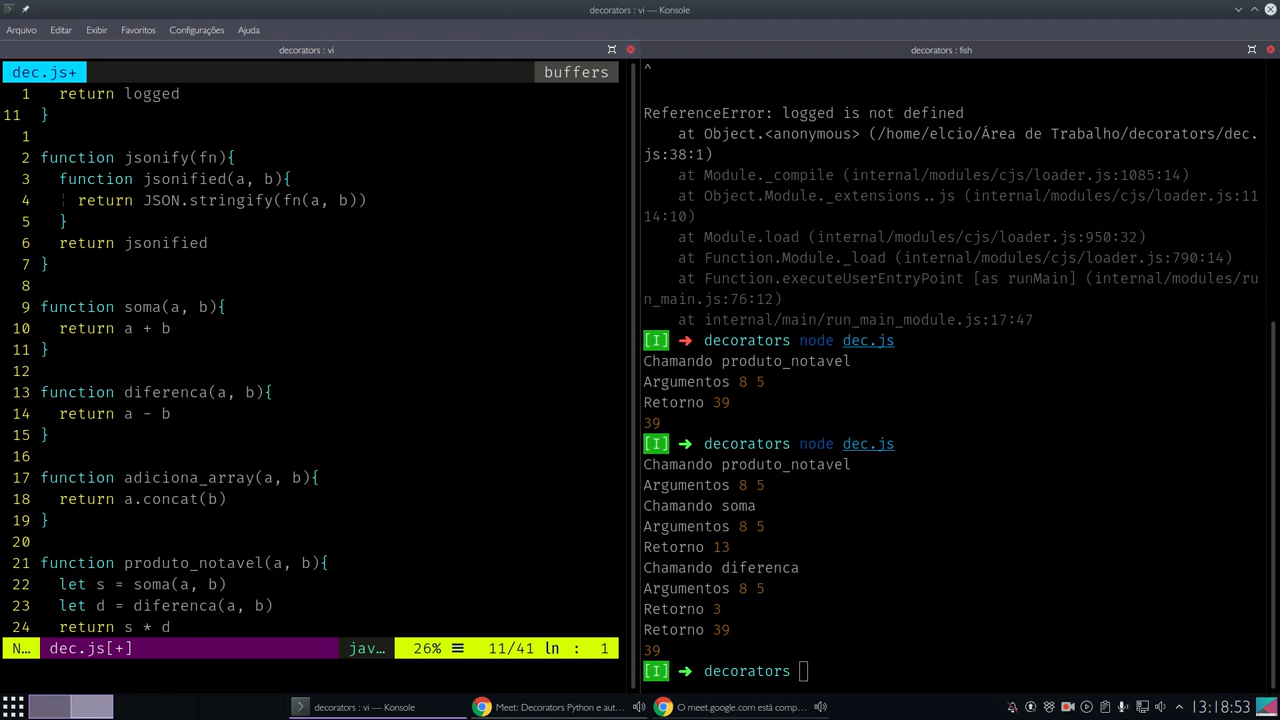 decorators : vi — Konsole
Arquivo Editar Exibir Favoritos Configurações Ajuda
decorators : vi
dec.js+ buffers
1 return logged
11 }
1
2 function jsonify(fn){
3 function jsonified(a, b){
4 ¦ return JSON.stringify(fn(a, b))
5 }
6 return jsonified
7 }
8
9 function soma(a, b){
10 return a + b
11 }
12
13 function diferenca(a, b){
14 return a - b
15 }
16
17 function adiciona_array(a, b){
18 return a.concat(b)
19 }
20
21 function produto_notavel(a, b){
22 let s = soma(a, b)
23 let d = diferenca(a, b)
24 return s * d
N… dec.js[+] jav… 26% ☰ 11/41 ln : 1
decorators : fish
^
ReferenceError: logged is not defined
at Object.<anonymous> (/home/elcio/Área de Trabalho/decorators/dec.
js:38:1)
at Module._compile (internal/modules/cjs/loader.js:1085:14)
at Object.Module._extensions..js (internal/modules/cjs/loader.js:11
14:10)
at Module.load (internal/modules/cjs/loader.js:950:32)
at Function.Module._load (internal/modules/cjs/loader.js:790:14)
at Function.executeUserEntryPoint [as runMain] (internal/modules/ru
n_main.js:76:12)
at internal/main/run_main_module.js:17:47
[I] ➜ decorators node dec.js
Chamando produto_notavel
Argumentos 8 5
Retorno 39
39
[I] ➜ decorators node dec.js
Chamando produto_notavel
Argumentos 8 5
Chamando soma
Argumentos 8 5
Retorno 13
Chamando diferenca
Argumentos 8 5
Retorno 3
Retorno 39
39
[I] ➜ decorators
decorators : vi — Konsole
Meet: Decorators Python e aut…
O meet.google.com está comp…
13:18:53